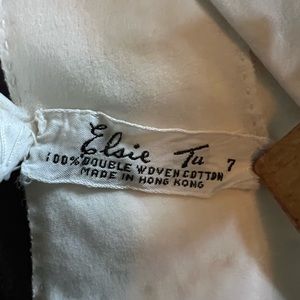 Elsie Tu 7
100% DOUBLE WOVEN COTTON
MADE IN HONG KONG